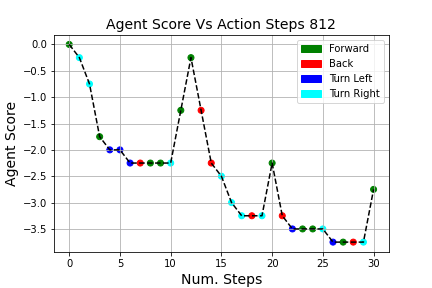 Agent Score Vs Action Steps 812
Forward
Back
Turn Left
Turn Right
Agent Score
0.0
−0.5
−1.0
−1.5
−2.0
−2.5
−3.0
−3.5
0 5 10 15 20 25 30
Num. Steps